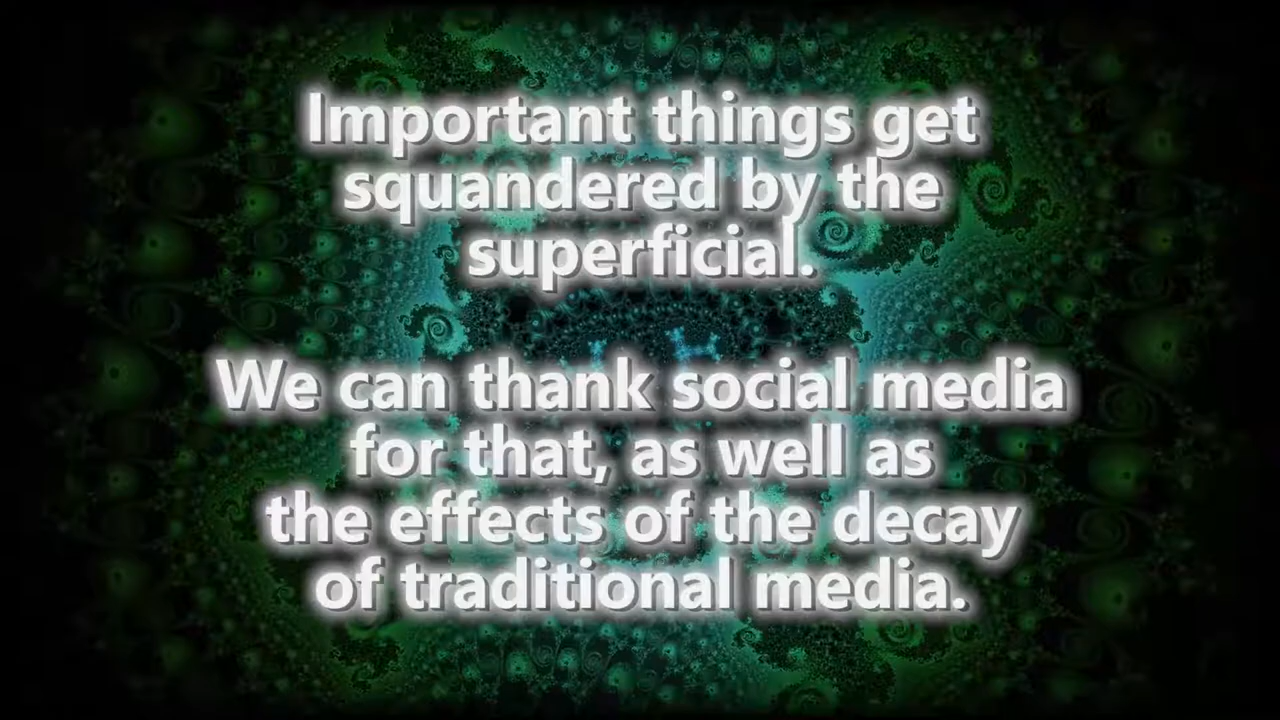 Important things get
squandered by the
superficial.
We can thank social media
for that, as well as
the effects of the decay
of traditional media.